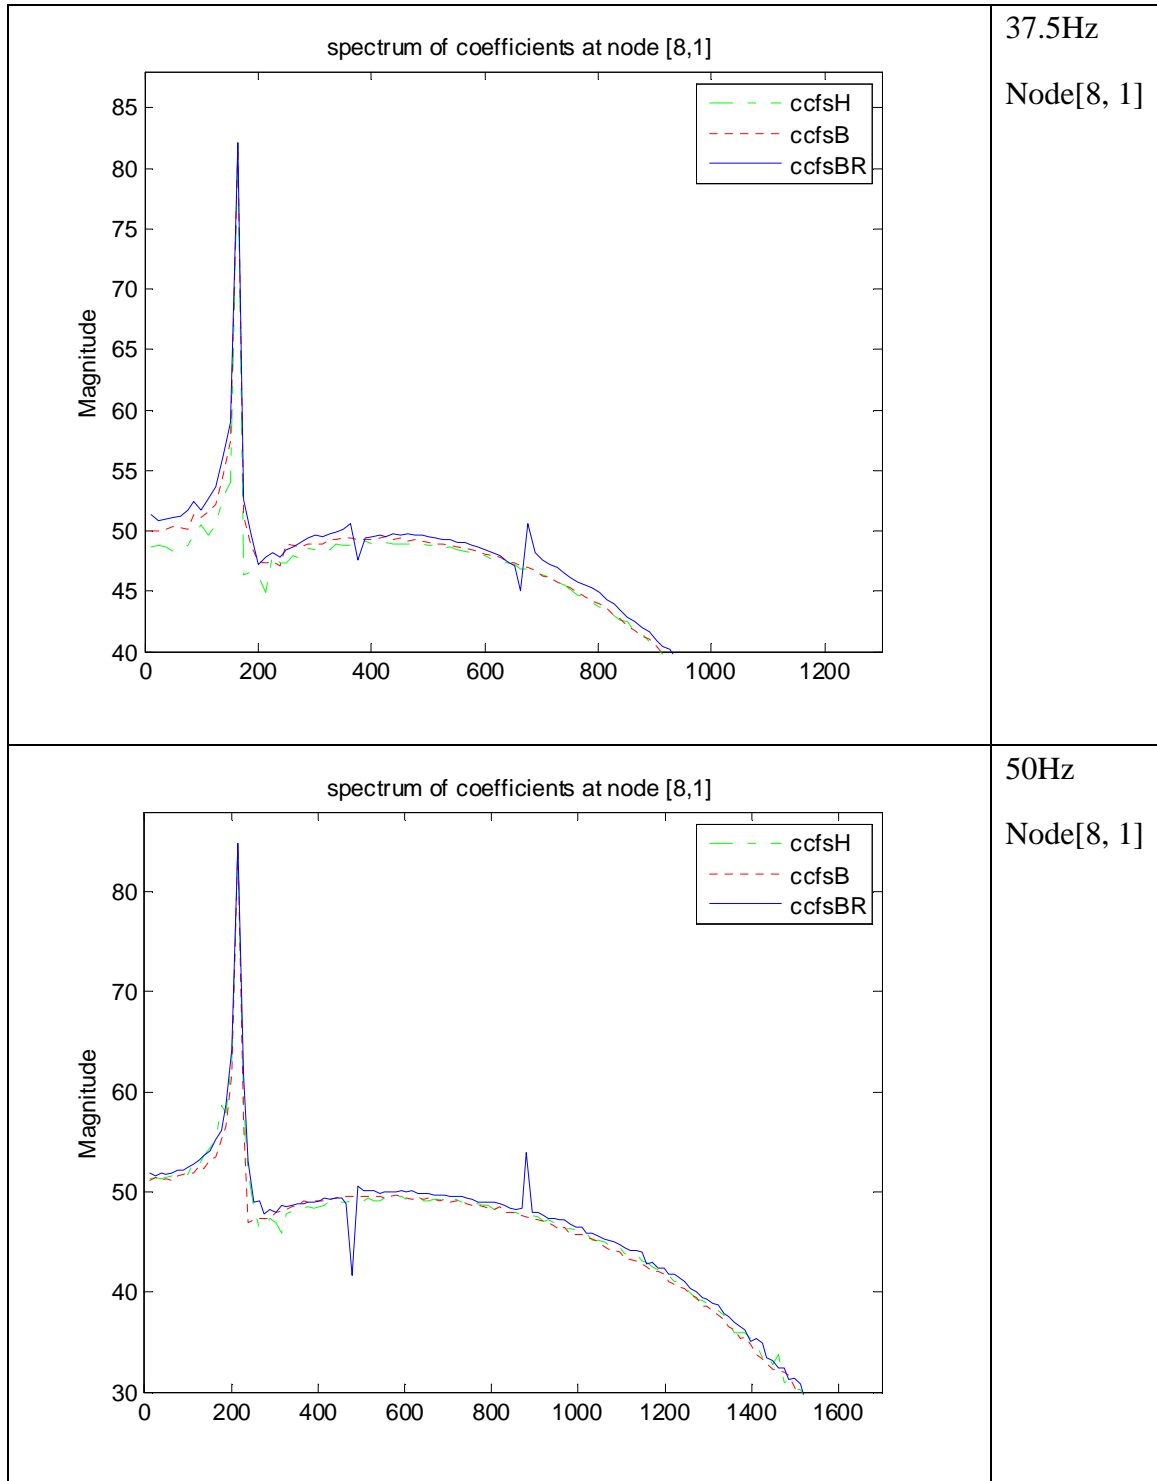 spectrum of coefficients at node [8,1]
37.5Hz
Node[8, 1]
ccfsH
ccfsB
ccfsBR
Magnitude
85
80
75
70
65
60
55
50
45
40
0 200 400 600 800 1000 1200
spectrum of coefficients at node [8,1]
50Hz
Node[8, 1]
ccfsH
ccfsB
ccfsBR
Magnitude
80
70
60
50
40
30
0 200 400 600 800 1000 1200 1400 1600